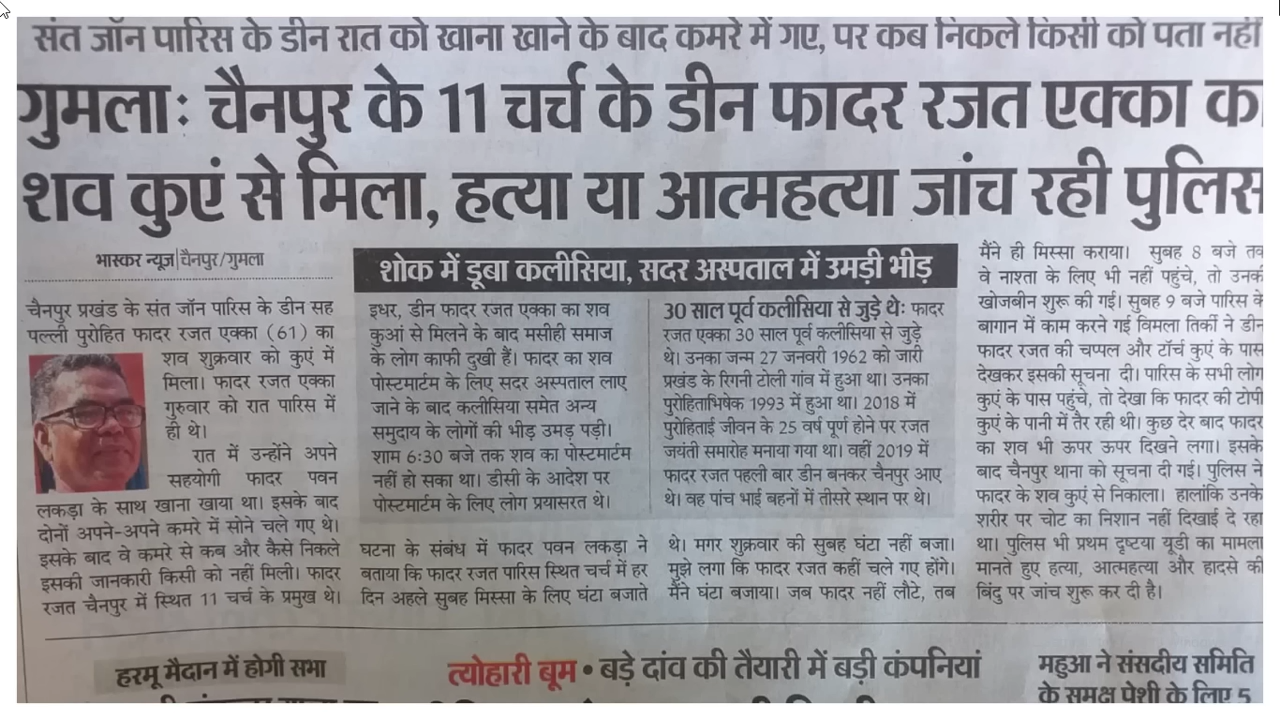 संत जॉन पारिस के डीन रात को खाना खाने के बाद कमरे में गए, पर कब निकले किसी को पता नहीं
गुमला: चैनपुर के 11 चर्च के डीन फादर रजत एक्का का
शव कुएं से मिला, हत्या या आत्महत्या जांच रही पुलिस
भास्कर न्यूज|चैनपुर/गुमला
चैनपुर प्रखंड के संत जॉन पारिस के डीन सह
पल्ली पुरोहित फादर रजत एक्का (61) का
शव शुक्रवार को कुएं में
मिला। फादर रजत एक्का
गुरुवार को रात पारिस में
ही थे।
रात में उन्होंने अपने
सहयोगी फादर पवन
लकड़ा के साथ खाना खाया था। इसके बाद
दोनों अपने-अपने कमरे में सोने चले गए थे।
इसके बाद वे कमरे से कब और कैसे निकले
इसकी जानकारी किसी को नहीं मिली। फादर
रजत चैनपुर में स्थित 11 चर्च के प्रमुख थे।
शोक में डूबा कलीसिया, सदर अस्पताल में उमड़ी भीड़
इधर, डीन फादर रजत एक्का का शव
कुआं से मिलने के बाद मसीही समाज
के लोग काफी दुखी हैं। फादर का शव
पोस्टमार्टम के लिए सदर अस्पताल लाए
जाने के बाद कलीसिया समेत अन्य
समुदाय के लोगों की भीड़ उमड़ पड़ी।
शाम 6:30 बजे तक शव का पोस्टमार्टम
नहीं हो सका था। डीसी के आदेश पर
पोस्टमार्टम के लिए लोग प्रयासरत थे।
30 साल पूर्व कलीसिया से जुड़े थे: फादर
रजत एक्का 30 साल पूर्व कलीसिया से जुड़े
थे। उनका जन्म 27 जनवरी 1962 को जारी
प्रखंड के रिगनी टोली गांव में हुआ था। उनका
पुरोहिताभिषेक 1993 में हुआ था। 2018 में
पुरोहिताई जीवन के 25 वर्ष पूर्ण होने पर रजत
जयंती समारोह मनाया गया था। वहीं 2019 में
फादर रजत पहली बार डीन बनकर चैनपुर आए
थे। वह पांच भाई बहनों में तीसरे स्थान पर थे।
घटना के संबंध में फादर पवन लकड़ा ने
बताया कि फादर रजत पारिस स्थित चर्च में हर
दिन अहले सुबह मिस्सा के लिए घंटा बजाते
थे। मगर शुक्रवार की सुबह घंटा नहीं बजा।
मुझे लगा कि फादर रजत कहीं चले गए होंगे।
मैंने घंटा बजाया। जब फादर नहीं लौटे, तब
मैंने ही मिस्सा कराया। सुबह 8 बजे तक
वे नाश्ता के लिए भी नहीं पहुंचे, तो उनकी
खोजबीन शुरू की गई। सुबह 9 बजे पारिस के
बागान में काम करने गई विमला तिर्की ने डीन
फादर रजत की चप्पल और टॉर्च कुएं के पास
देखकर इसकी सूचना दी। पारिस के सभी लोग
कुएं के पास पहुंचे, तो देखा कि फादर की टोपी
कुएं के पानी में तैर रही थी। कुछ देर बाद फादर
का शव भी ऊपर ऊपर दिखने लगा। इसके
बाद चैनपुर थाना को सूचना दी गई। पुलिस ने
फादर के शव कुएं से निकाला। हालांकि उनके
शरीर पर चोट का निशान नहीं दिखाई दे रहा
था। पुलिस भी प्रथम दृष्टया यूडी का मामला
मानते हुए हत्या, आत्महत्या और हादसे की
बिंदु पर जांच शुरू कर दी है।
हरमू मैदान में होगी सभा
त्योहारी बूम • बड़े दांव की तैयारी में बड़ी कंपनियां
महुआ ने संसदीय समिति
के समक्ष पेशी के लिए 5